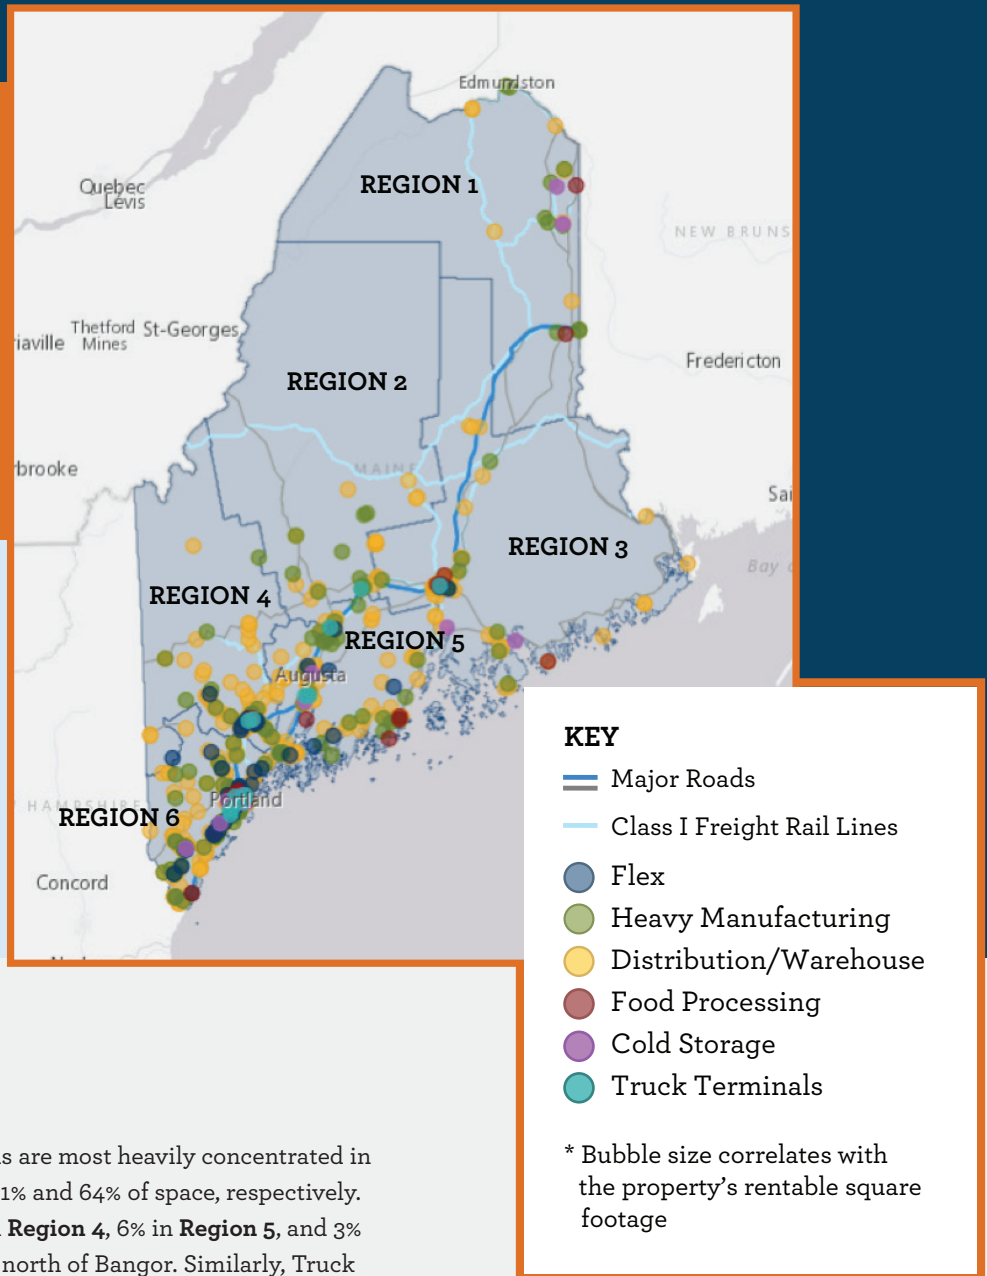 Edmundston
REGION 1
Quebec
Lévis
NEW BRUNS
Thetford
Mines
St-Georges
riaville
Fredericton
REGION 2
rbrooke
MAINE
Sai
REGION 3
Bay
REGION 4
REGION 5
Augusta
Portland
HAMPSHIRE
REGION 6
Concord
KEY
Major Roads
Class I Freight Rail Lines
Flex
Heavy Manufacturing
Distribution/Warehouse
Food Processing
Cold Storage
Truck Terminals
* Bubble size correlates with
the property's rentable square
footage
s are most heavily concentrated in
1% and 64% of space, respectively.
Region 4, 6% in Region 5, and 3%
north of Bangor. Similarly, Truck